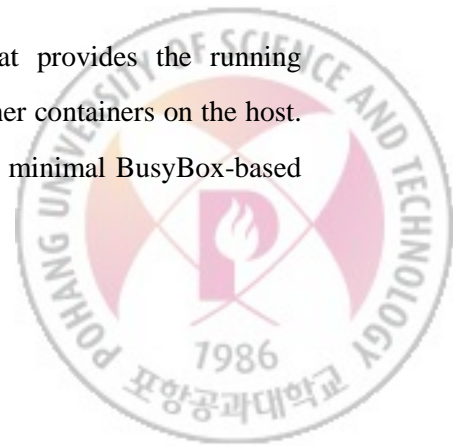 at provides the running
ner containers on the host.
minimal BusyBox-based
POHANG UNIVERSITY OF SCIENCE AND TECHNOLOGY
1986
포항공과대학교